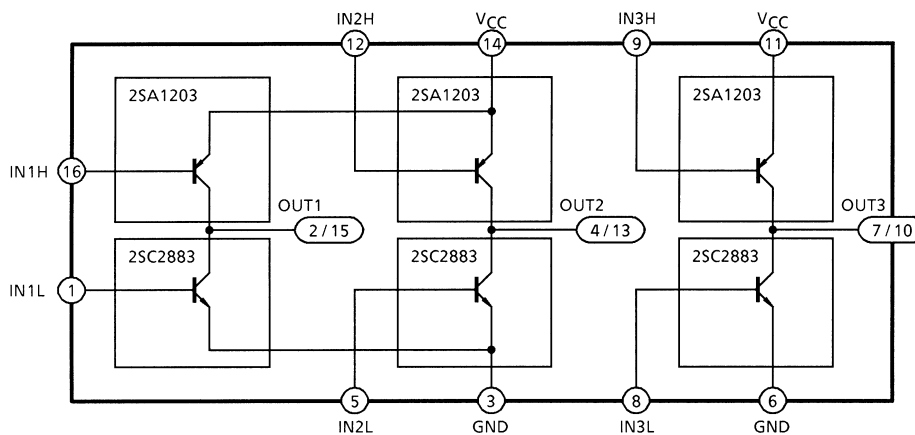 IN2H VCC IN3H VCC
12 14 9 11
2SA1203 2SA1203 2SA1203
IN1H 16
OUT1 OUT2 OUT3
2 / 15 4 / 13 7 / 10
2SC2883 2SC2883 2SC2883
IN1L 1
5 3 8 6
IN2L GND IN3L GND